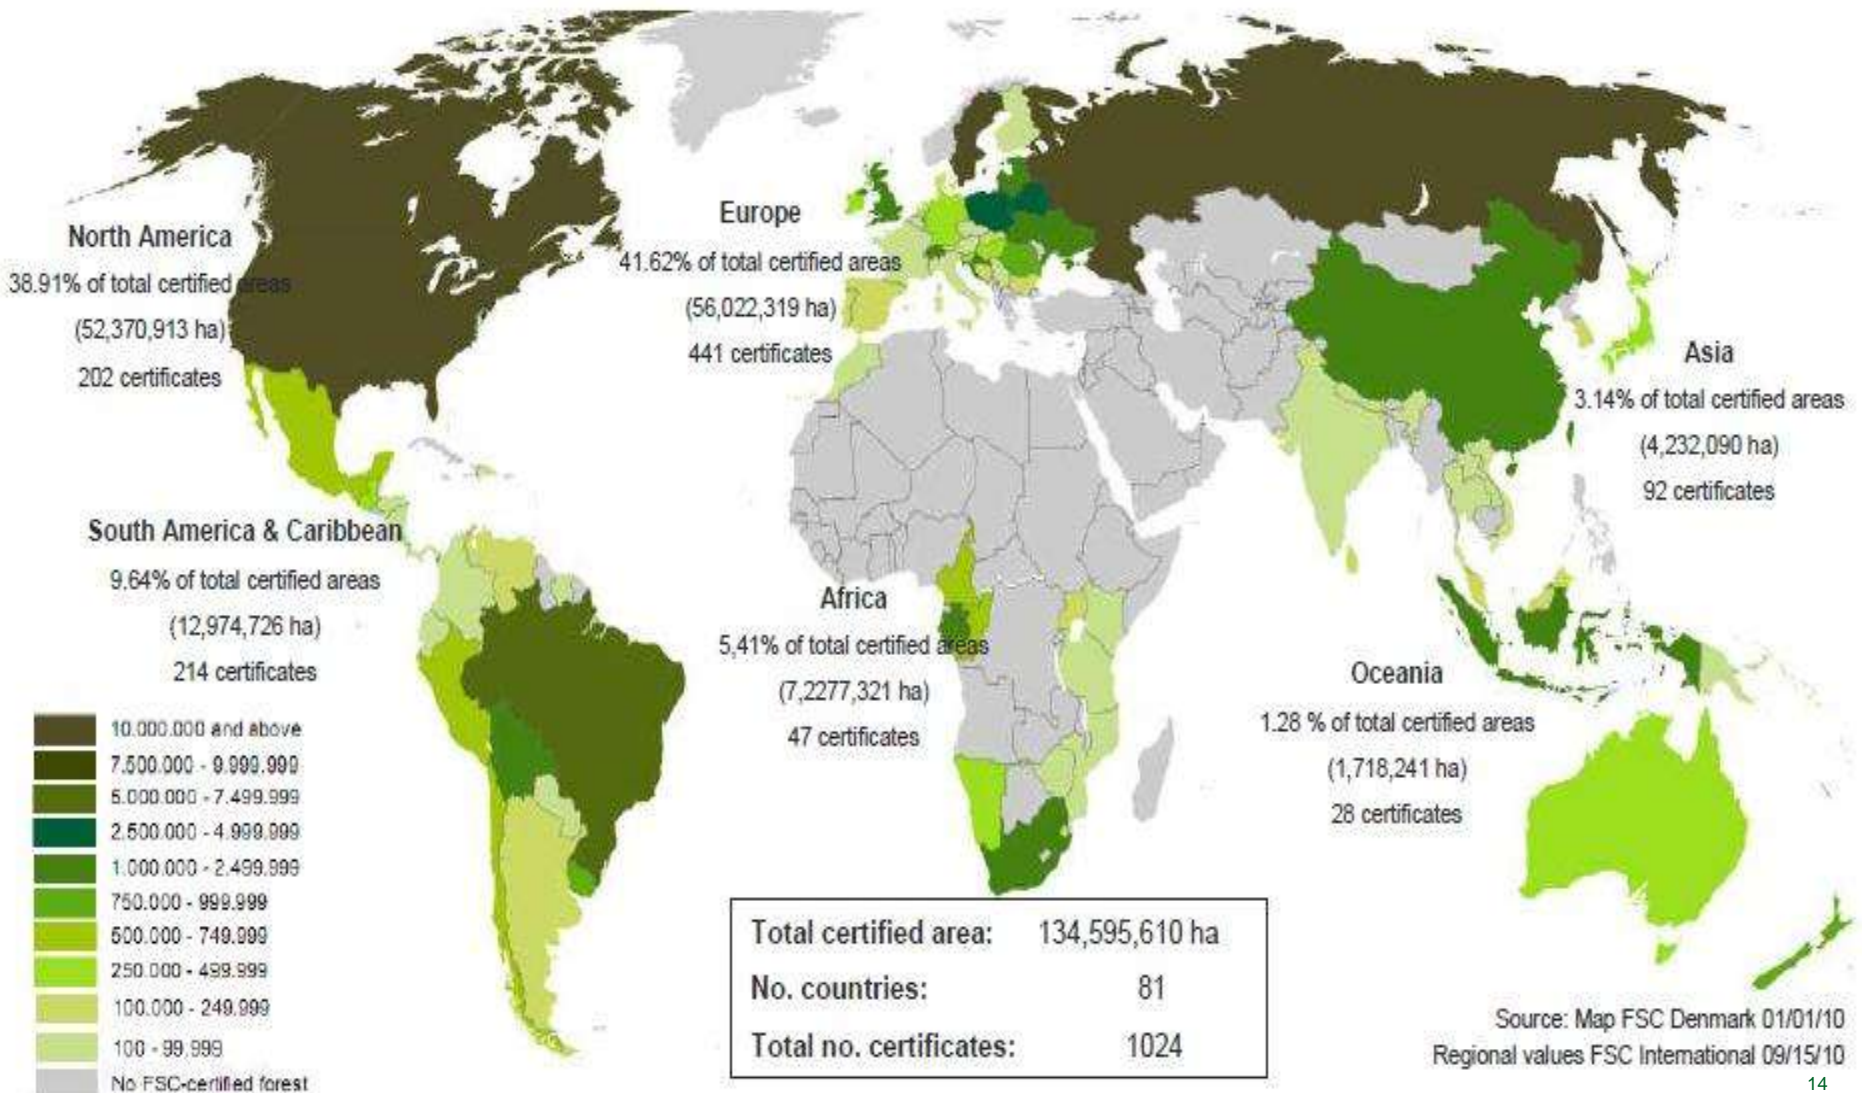 North America
38.91% of total certified areas
(52,370,913 ha)
202 certificates
Europe
41.62% of total certified areas
(56,022,319 ha)
441 certificates
Asia
3.14% of total certified areas
(4,232,090 ha)
92 certificates
South America & Caribbean
9.64% of total certified areas
(12,974,726 ha)
214 certificates
Africa
5,41% of total certified areas
(7,2277,321 ha)
47 certificates
Oceania
1.28 % of total certified areas
(1,718,241 ha)
28 certificates
10.000.000 and above
7.500.000 - 9.999.999
5.000.000 - 7.499.999
2.500.000 - 4.999.999
1.000.000 - 2.499.999
750.000 - 999.999
500.000 - 749.999
250.000 - 499.999
100.000 - 249.999
100 - 99.999
No FSC-certified forest
Total certified area: 134,595,610 ha
No. countries: 81
Total no. certificates: 1024
Source: Map FSC Denmark 01/01/10
Regional values FSC International 09/15/10
14